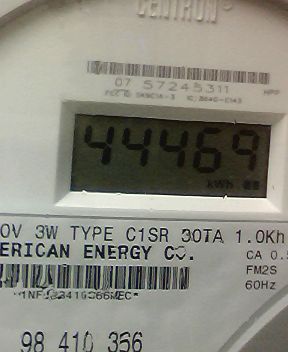 CENTRON
07 57245311
44469
kWh
0V 3W TYPE C1SR 30TA 1.0Kh
ERICAN ENERGY CO. CA 0.5
FM2S
60Hz
98 410 366